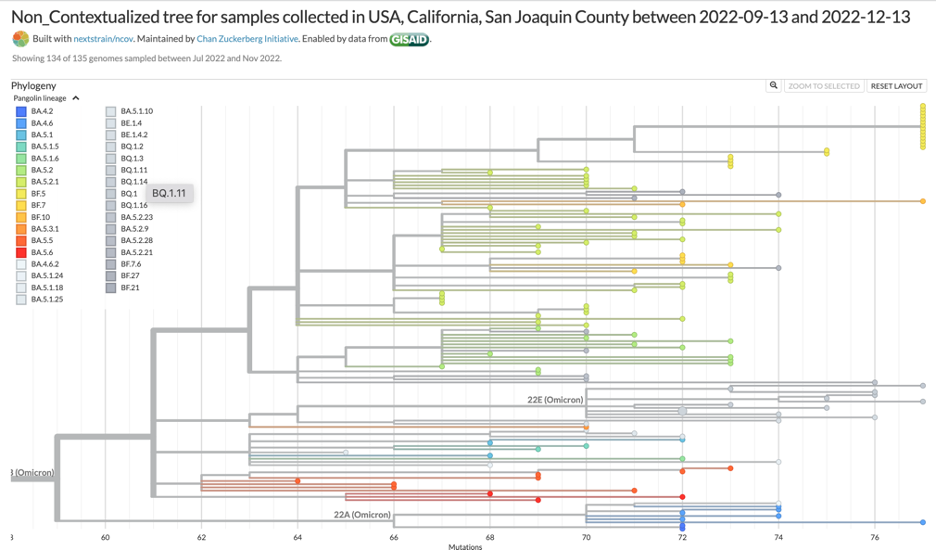 Non_Contextualized tree for samples collected in USA, California, San Joaquin County between 2022-09-13 and 2022-12-13
Built with nextstrain/ncov. Maintained by Chan Zuckerberg Initiative. Enabled by data from GISAID.
Showing 134 of 135 genomes sampled between Jul 2022 and Nov 2022.
Phylogeny
ZOOM TO SELECTED
RESET LAYOUT
Pangolin lineage
BA.4.2
BA.4.6
BA.5.1
BA.5.1.5
BA.5.1.6
BA.5.2
BA.5.2.1
BF.5
BF.7
BF.10
BA.5.3.1
BA.5.5
BA.5.6
BA.4.6.2
BA.5.1.24
BA.5.1.18
BA.5.1.25
BA.5.1.10
BE.1.4
BE.1.4.2
BQ.1.2
BQ.1.3
BQ.1.11
BQ.1.14
BQ.1
BQ.1.16
BA.5.2.23
BA.5.2.9
BA.5.2.28
BA.5.2.21
BF.7.6
BF.27
BF.21
BQ.1.11
22E (Omicron)
(Omicron)
22A (Omicron)
60
62
64
66
68
70
72
74
76
Mutations